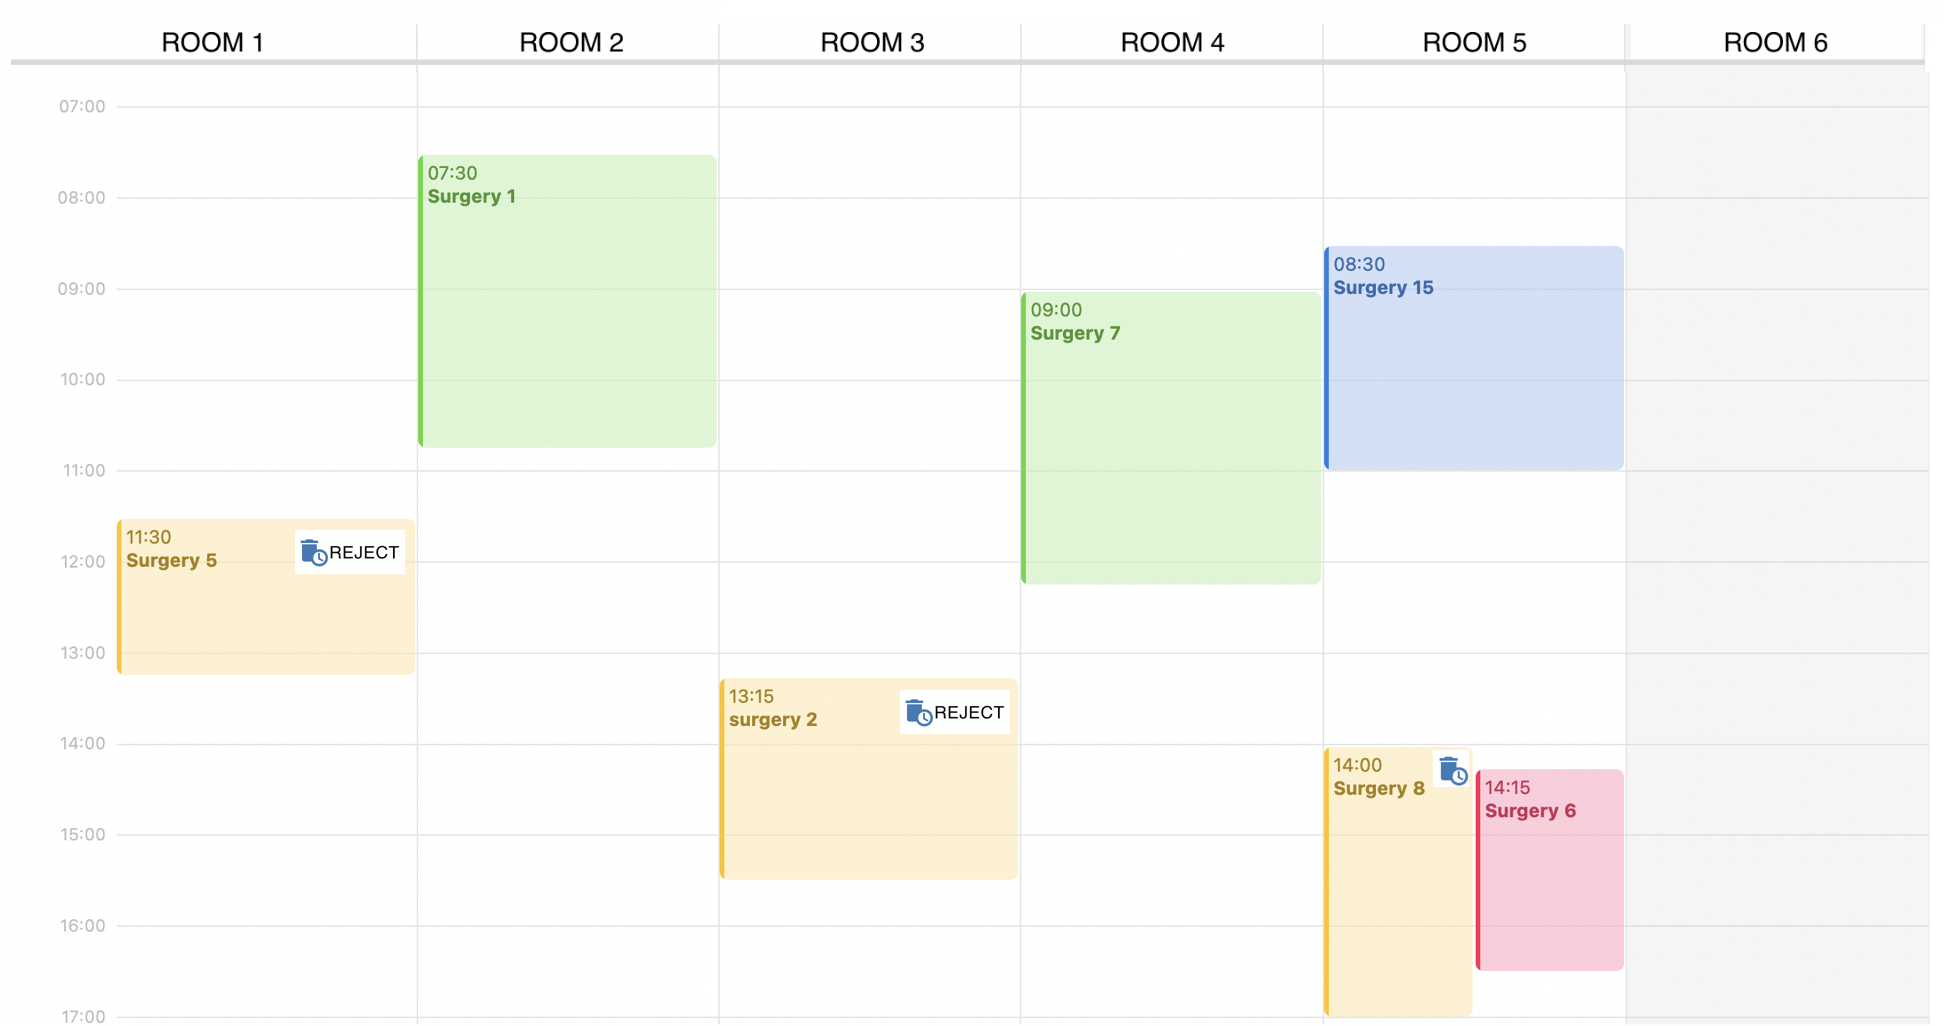 ROOM 1
ROOM 2
ROOM 3
ROOM 4
ROOM 5
ROOM 6
07:00
07:30
Surgery 1
08:00
08:30
Surgery 15
09:00
09:00
Surgery 7
10:00
11:00
11:30
Surgery 5
REJECT
12:00
13:00
13:15
surgery 2
REJECT
14:00
14:00
Surgery 8
14:15
Surgery 6
15:00
16:00
17:00